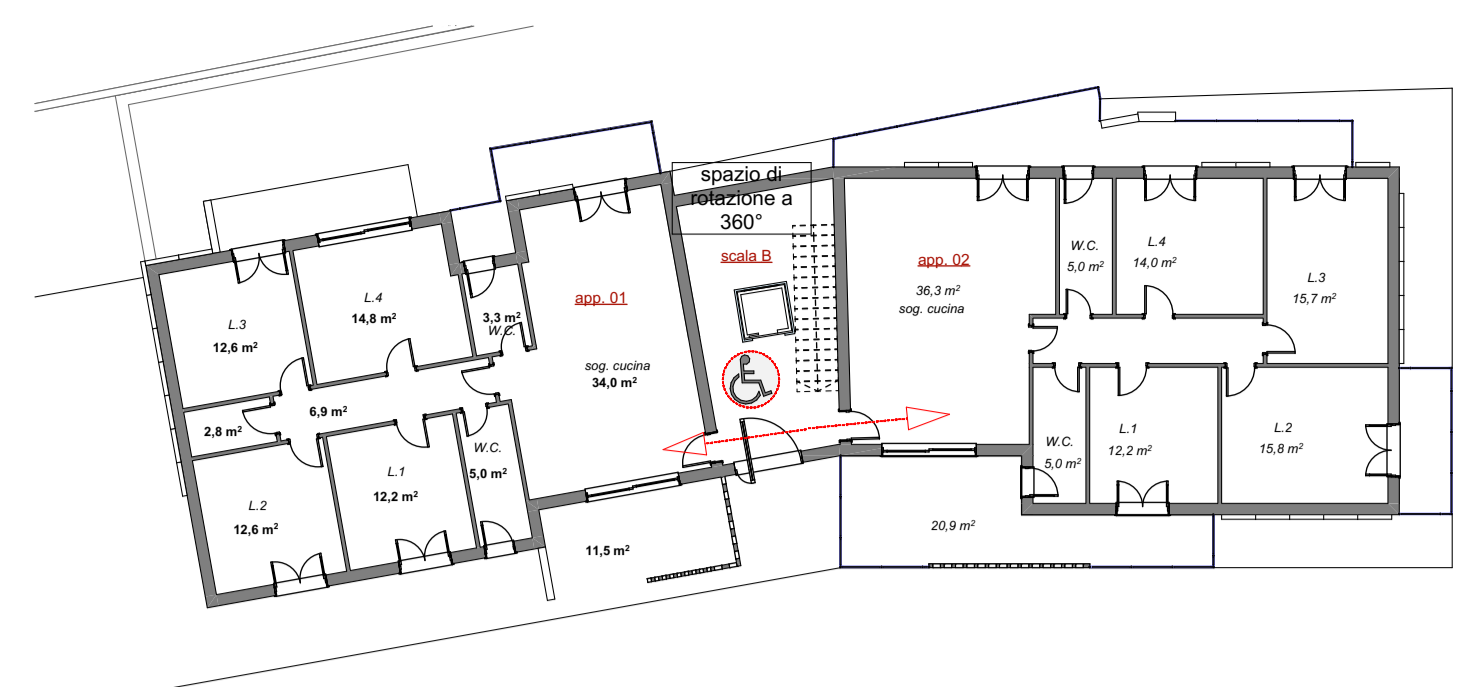 spazio di
rotazione a
360°
scala B
app. 01
sog. cucina
34,0 m²
L.3
12,6 m²
L.4
14,8 m²
3,3 m²
W.C.
6,9 m²
2,8 m²
L.2
12,6 m²
L.1
12,2 m²
W.C.
5,0 m²
11,5 m²
app. 02
36,3 m²
sog. cucina
W.C.
5,0 m²
L.4
14,0 m²
L.3
15,7 m²
W.C.
5,0 m²
L.1
12,2 m²
L.2
15,8 m²
20,9 m²